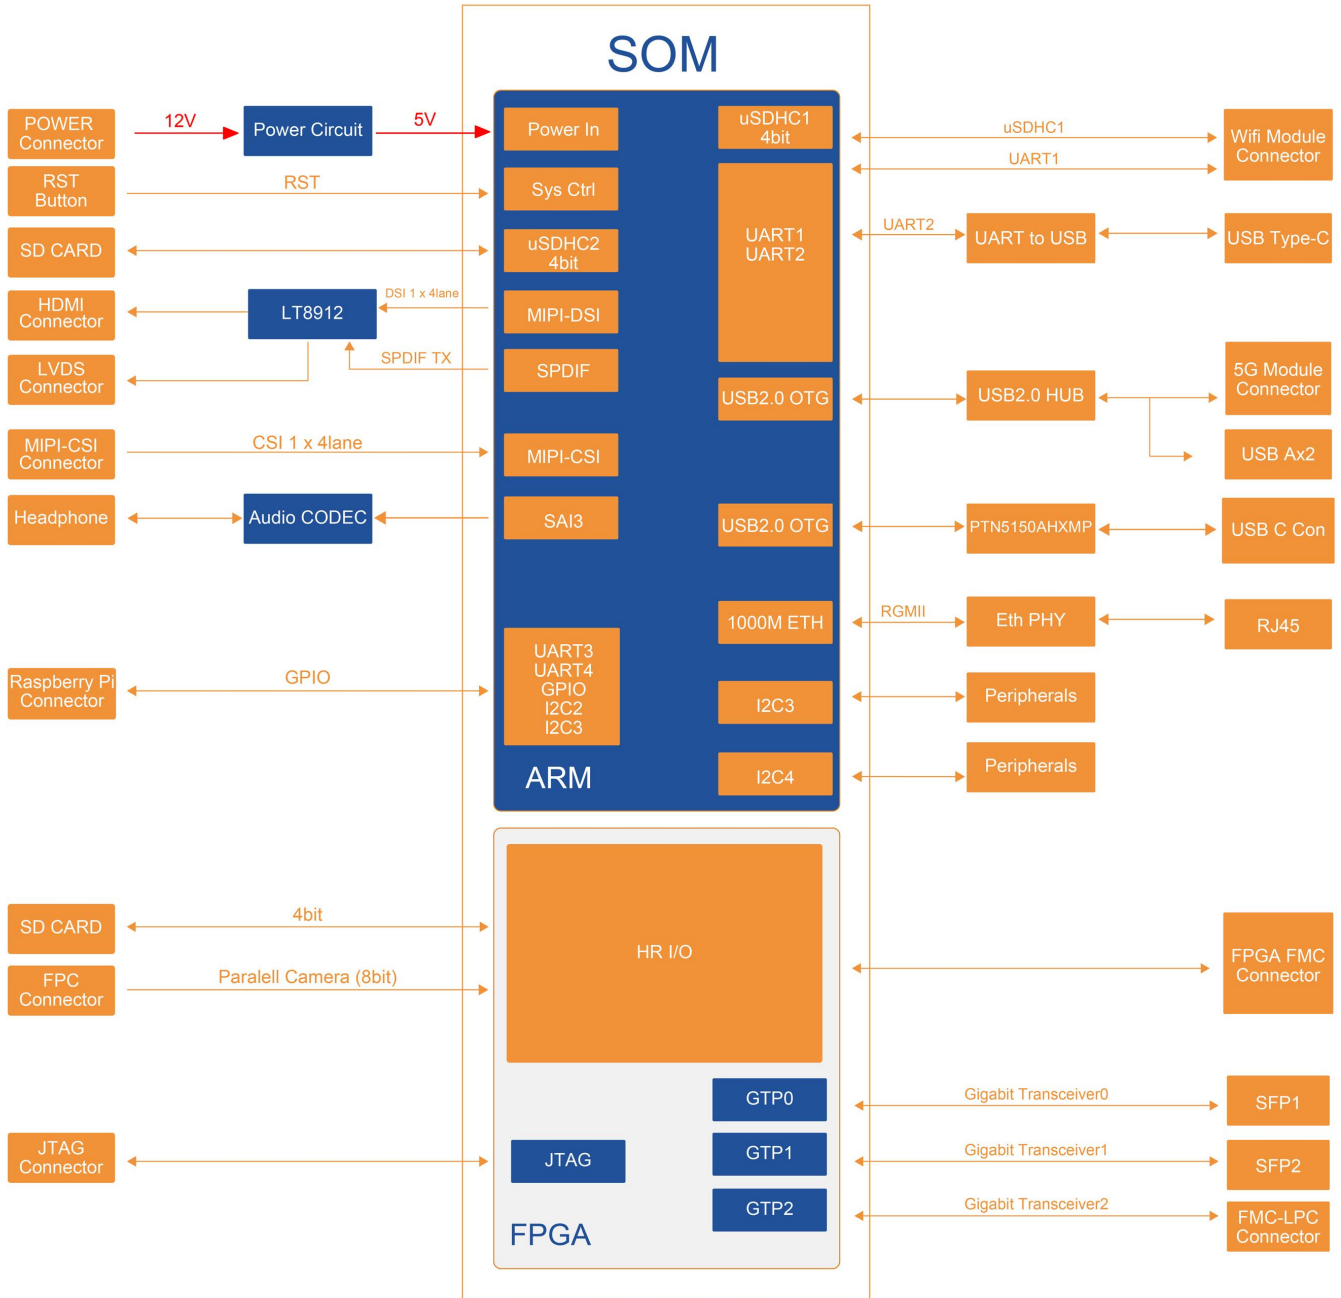 SOM
POWER
Connector
12V
Power Circuit
5V
Power In
RST
Button
RST
Sys Ctrl
SD CARD
uSDHC2
4bit
HDMI
Connector
LT8912
DSI 1 x 4lane
MIPI-DSI
LVDS
Connector
SPDIF TX
SPDIF
MIPI-CSI
Connector
CSI 1 x 4lane
MIPI-CSI
Headphone
Audio CODEC
SAI3
Raspberry Pi
Connector
GPIO
UART3
UART4
GPIO
I2C2
I2C3
ARM
uSDHC1
4bit
uSDHC1
Wifi Module
Connector
UART1
UART1
UART2
UART2
UART to USB
USB Type-C
USB2.0 OTG
USB2.0 HUB
5G Module
Connector
USB Ax2
USB2.0 OTG
PTN5150AHXMP
USB C Con
1000M ETH
RGMII
Eth PHY
RJ45
I2C3
Peripherals
I2C4
Peripherals
SD CARD
4bit
HR I/O
FPC
Connector
Paralell Camera (8bit)
FPGA FMC
Connector
JTAG
Connector
JTAG
FPGA
GTP0
Gigabit Transceiver0
SFP1
GTP1
Gigabit Transceiver1
SFP2
GTP2
Gigabit Transceiver2
FMC-LPC
Connector